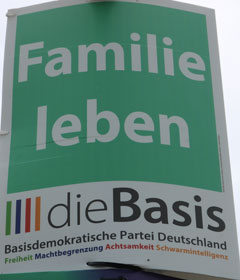 Familie
leben
dieBasis
Basisdemokratische Partei Deutschland
Freiheit Machtbegrenzung Achtsamkeit Schwarmintelligenz